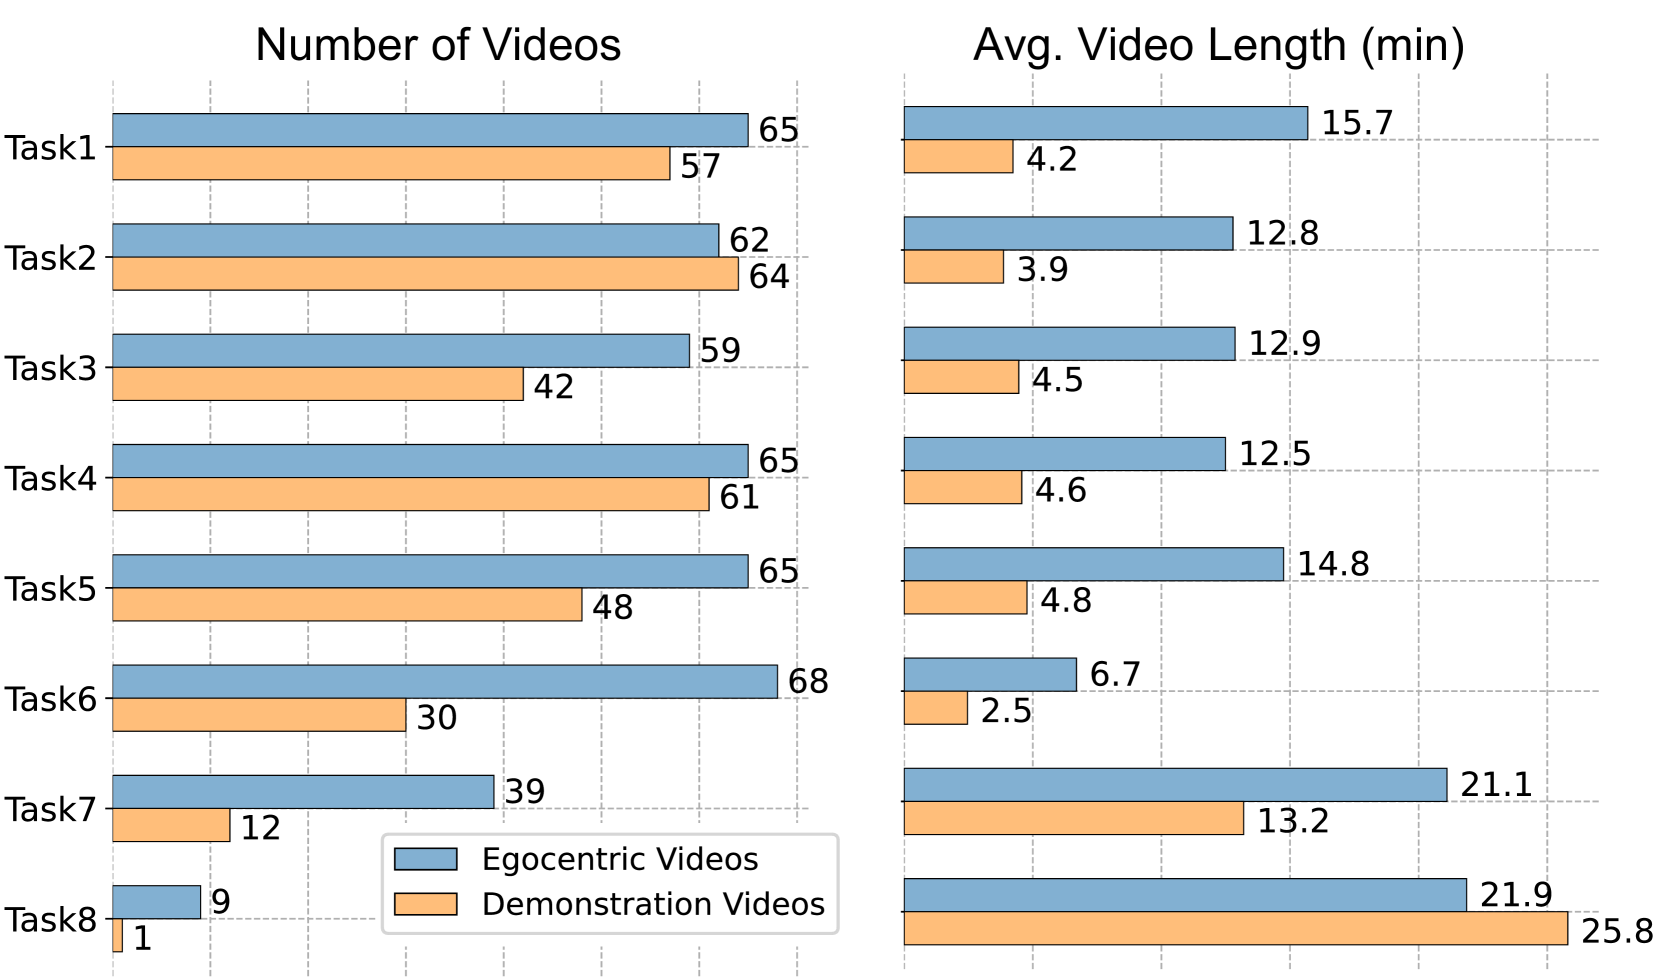 Number of Videos
Avg. Video Length (min)
Task1
65
57
15.7
4.2
Task2
62
64
12.8
3.9
Task3
59
42
12.9
4.5
Task4
65
61
12.5
4.6
Task5
65
48
14.8
4.8
Task6
68
30
6.7
2.5
Task7
39
12
21.1
13.2
Task8
9
1
21.9
25.8
Egocentric Videos
Demonstration Videos